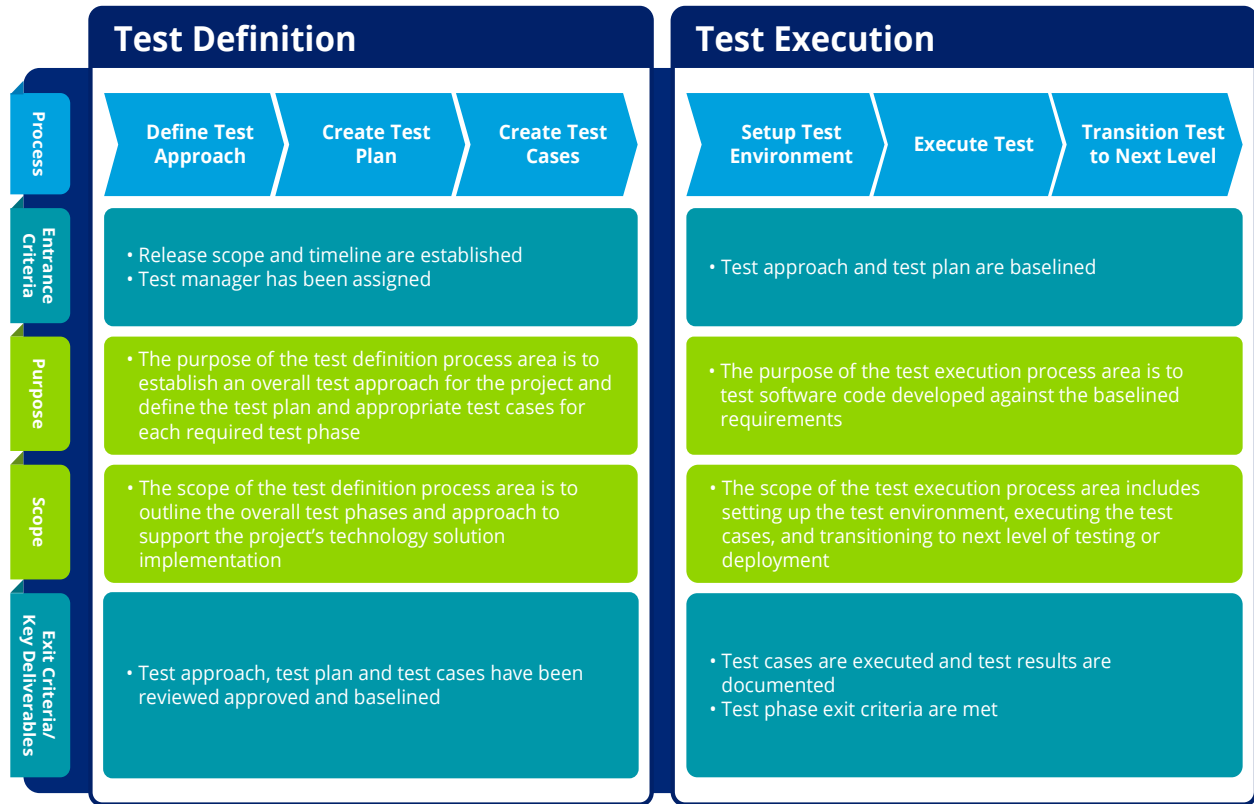 Test Definition
Test Execution
Process
Define Test
Approach
Create Test
Plan
Create Test
Cases
Setup Test
Environment
Execute Test
Transition Test
to Next Level
Entrance
Criteria
• Release scope and timeline are established
• Test manager has been assigned
• Test approach and test plan are baselined
Purpose
• The purpose of the test definition process area is to
establish an overall test approach for the project and
define the test plan and appropriate test cases for
each required test phase
• The purpose of the test execution process area is to
test software code developed against the baselined
requirements
Scope
• The scope of the test definition process area is to
outline the overall test phases and approach to
support the project’s technology solution
implementation
• The scope of the test execution process area includes
setting up the test environment, executing the test
cases, and transitioning to next level of testing or
deployment
Exit Criteria/
Key Deliverables
• Test approach, test plan and test cases have been
reviewed approved and baselined
• Test cases are executed and test results are
documented
• Test phase exit criteria are met